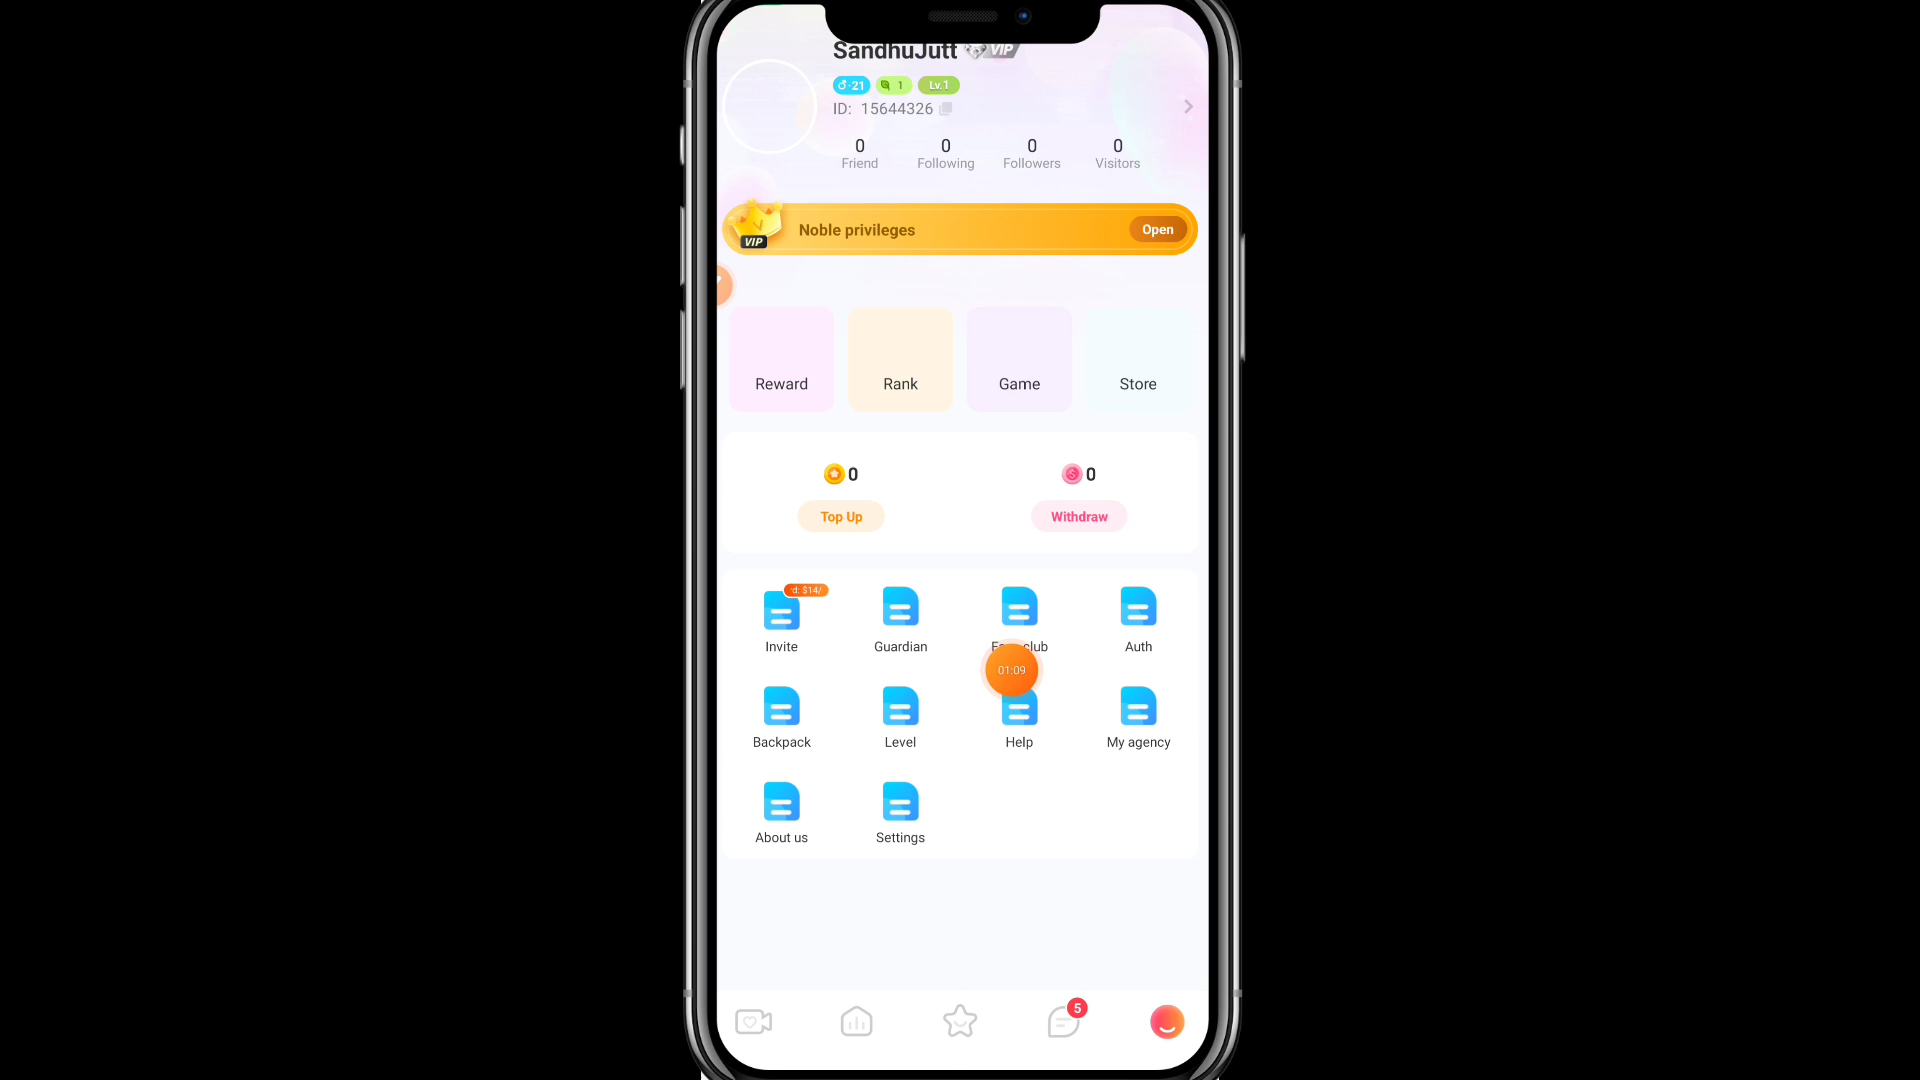 SandhuJutt VIP
21 1 Lv.1
ID: 15644326
0 0 0 0
Friend Following Followers Visitors
VIP Noble privileges Open
Reward Rank Game Store
0 0
Top Up Withdraw
d: $14/
Invite Guardian club Auth
01:09
Backpack Level Help My agency
About us Settings
5